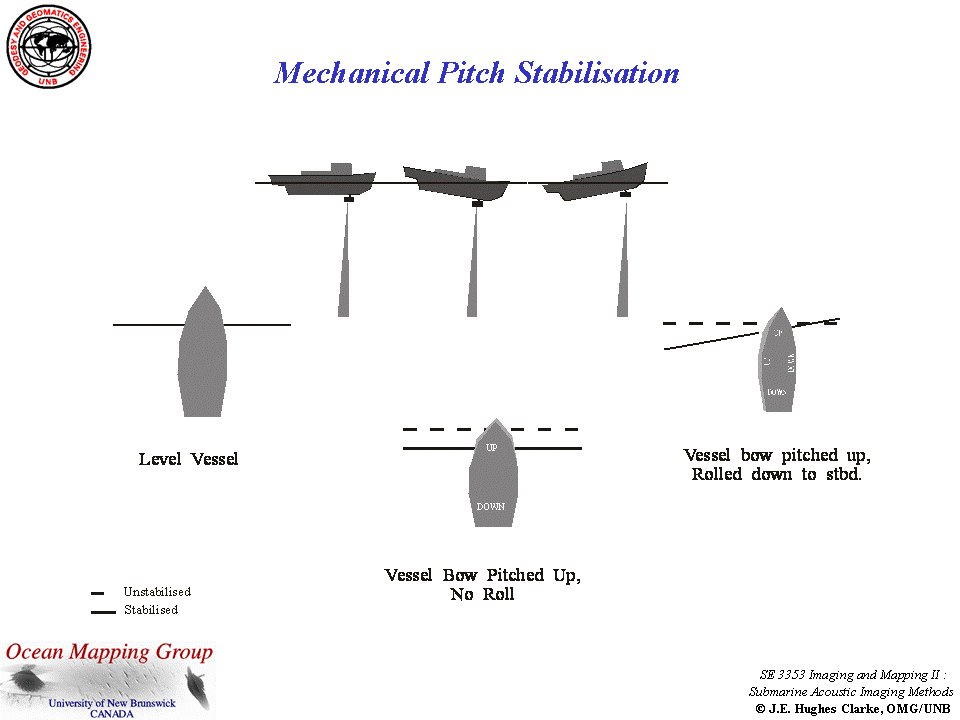 GEODESY AND GEOMATICS ENGINEERING
UNB
Mechanical Pitch Stabilisation
Level Vessel
UP
DOWN
Vessel Bow Pitched Up,
No Roll
UP
UP
DOWN
DOWN
Vessel bow pitched up,
Rolled down to stbd.
Unstabilised
Stabilised
Ocean Mapping Group
University of New Brunswick
CANADA
SE 3353 Imaging and Mapping II :
Submarine Acoustic Imaging Methods
© J.E. Hughes Clarke, OMG/UNB